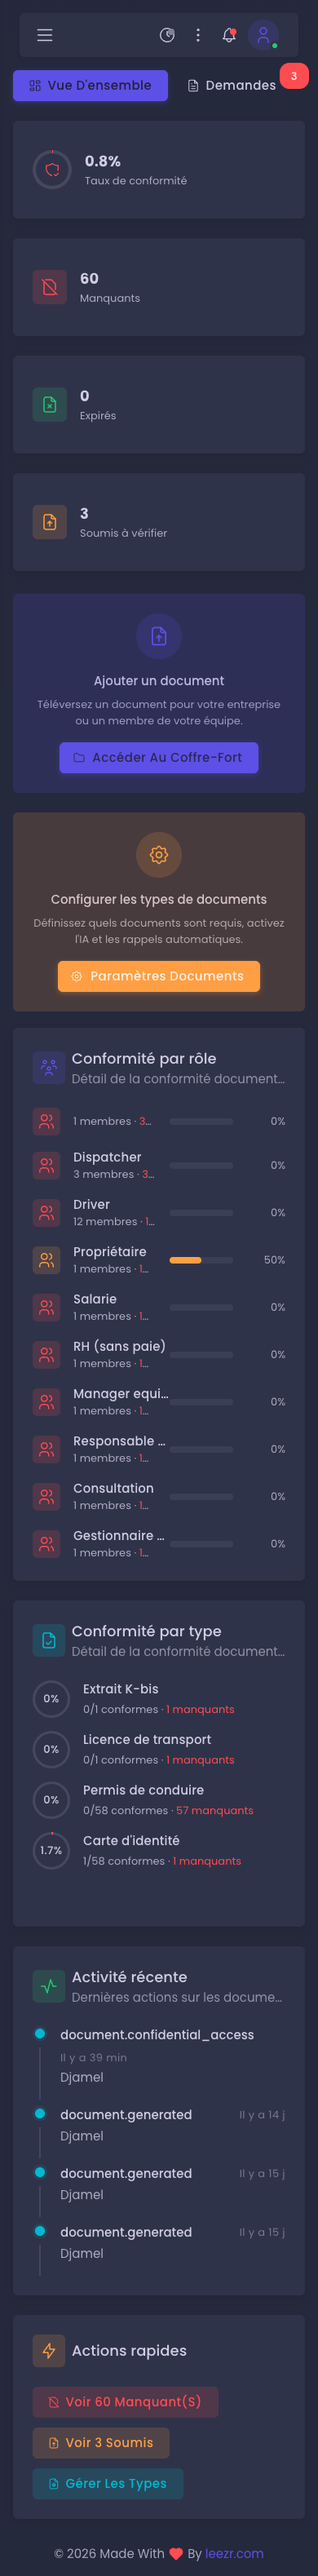 Vue D'ensemble
Demandes
3
0.8%
Taux de conformité
60
Manquants
0
Expirés
3
Soumis à vérifier
Ajouter un document
Téléversez un document pour votre entreprise
ou un membre de votre équipe.
Accéder Au Coffre-Fort
Configurer les types de documents
Définissez quels documents sont requis, activez
l'IA et les rappels automatiques.
Paramètres Documents
Conformité par rôle
Détail de la conformité document...
1 membres · 3... 0%
Dispatcher
3 membres · 3... 0%
Driver
12 membres · 1... 0%
Propriétaire
1 membres · 1... 50%
Salarie
1 membres · 1... 0%
RH (sans paie)
1 membres · 1... 0%
Manager equi...
1 membres · 1... 0%
Responsable ...
1 membres · 1... 0%
Consultation
1 membres · 1... 0%
Gestionnaire ...
1 membres · 1... 0%
Conformité par type
Détail de la conformité document...
0%
Extrait K-bis
0/1 conformes · 1 manquants
0%
Licence de transport
0/1 conformes · 1 manquants
0%
Permis de conduire
0/58 conformes · 57 manquants
1.7%
Carte d'identité
1/58 conformes · 1 manquants
Activité récente
Dernières actions sur les docume...
document.confidential_access
Il y a 39 min
Djamel
document.generated Il y a 14 j
Djamel
document.generated Il y a 15 j
Djamel
document.generated Il y a 15 j
Djamel
Actions rapides
Voir 60 Manquant(S)
Voir 3 Soumis
Gérer Les Types
© 2026 Made With By leezr.com